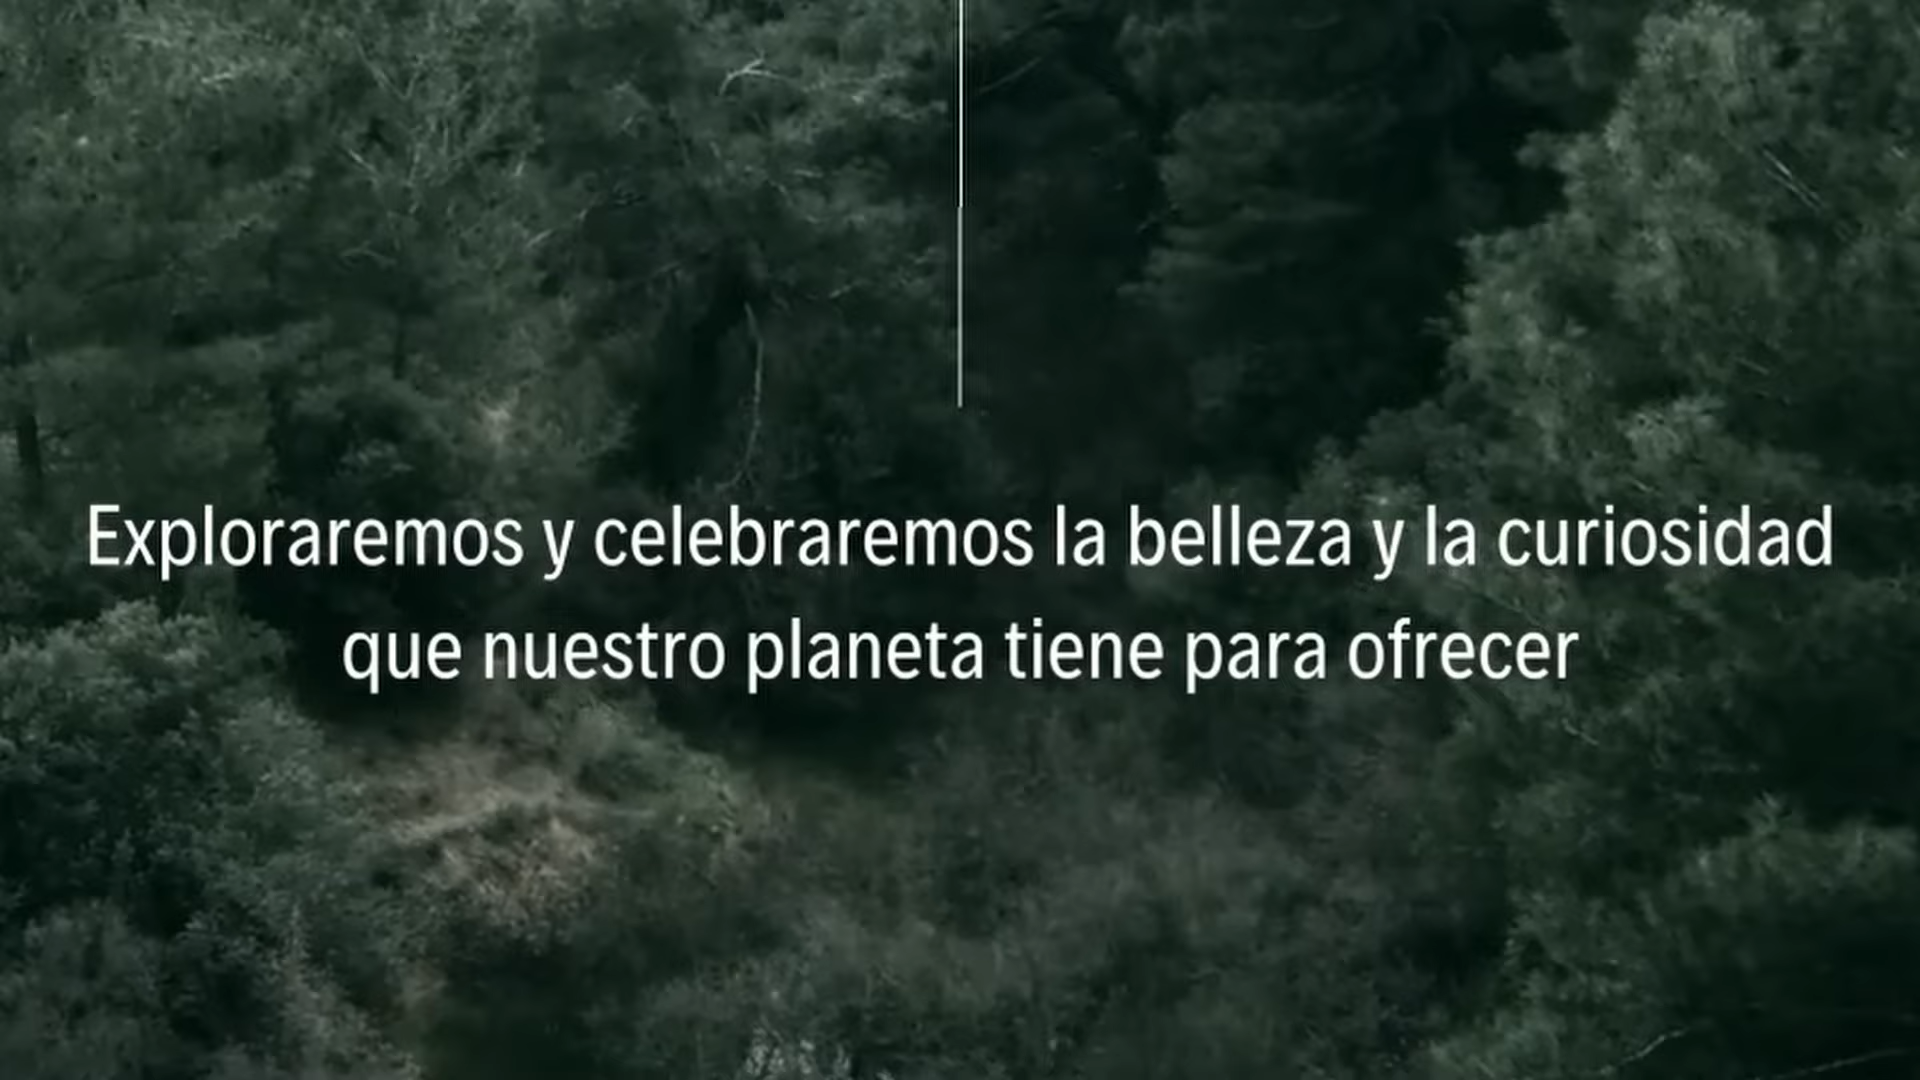 Exploraremos y celebraremos la belleza y la curiosidad
que nuestro planeta tiene para ofrecer